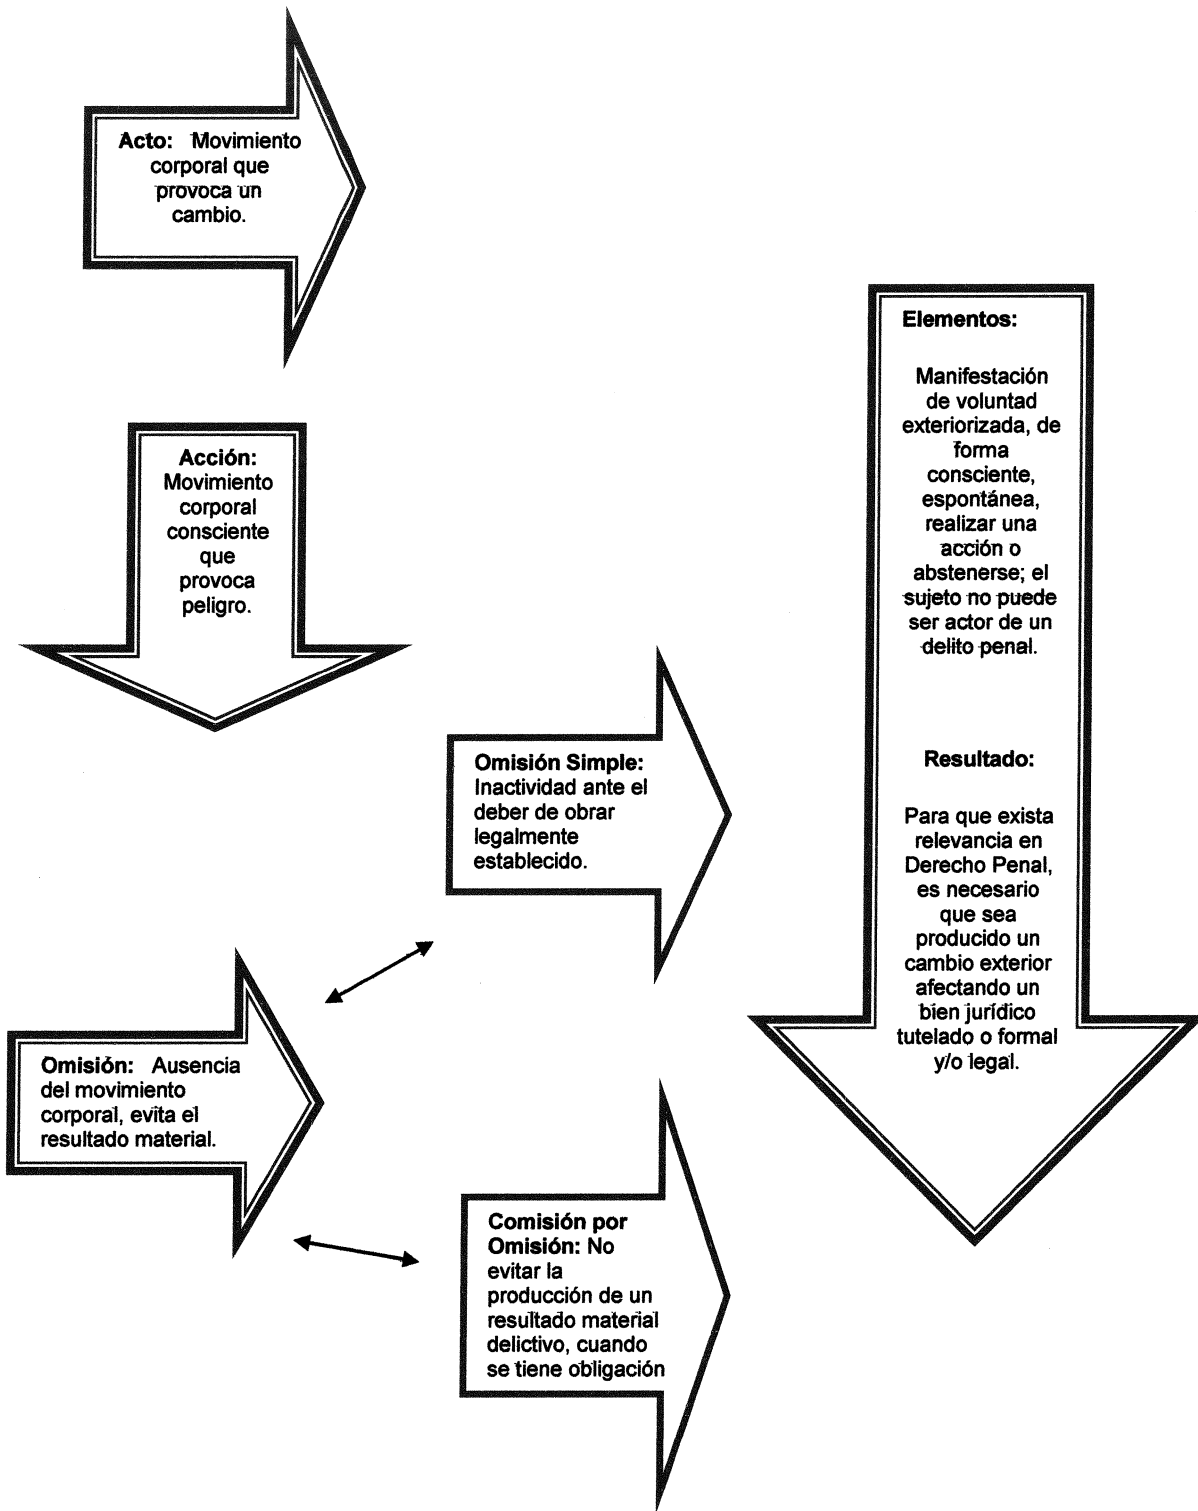 Acto: Movimiento
corporal que
provoca un
cambio.
Acción:
Movimiento
corporal
consciente
que
provoca
peligro.
Omisión: Ausencia
del movimiento
corporal, evita el
resultado material.
Omisión Simple:
Inactividad ante el
deber de obrar
legalmente
establecido.
Comisión por
Omisión: No
evitar la
producción de un
resultado material
delictivo, cuando
se tiene obligación
Elementos:
Manifestación
de voluntad
exteriorizada, de
forma
consciente,
espontánea,
realizar una
acción o
abstenerse; el
sujeto no puede
ser actor de un
delito penal.
Resultado:
Para que exista
relevancia en
Derecho Penal,
es necesario
que sea
producido un
cambio exterior
afectando un
bien jurídico
tutelado o formal
y/o legal.